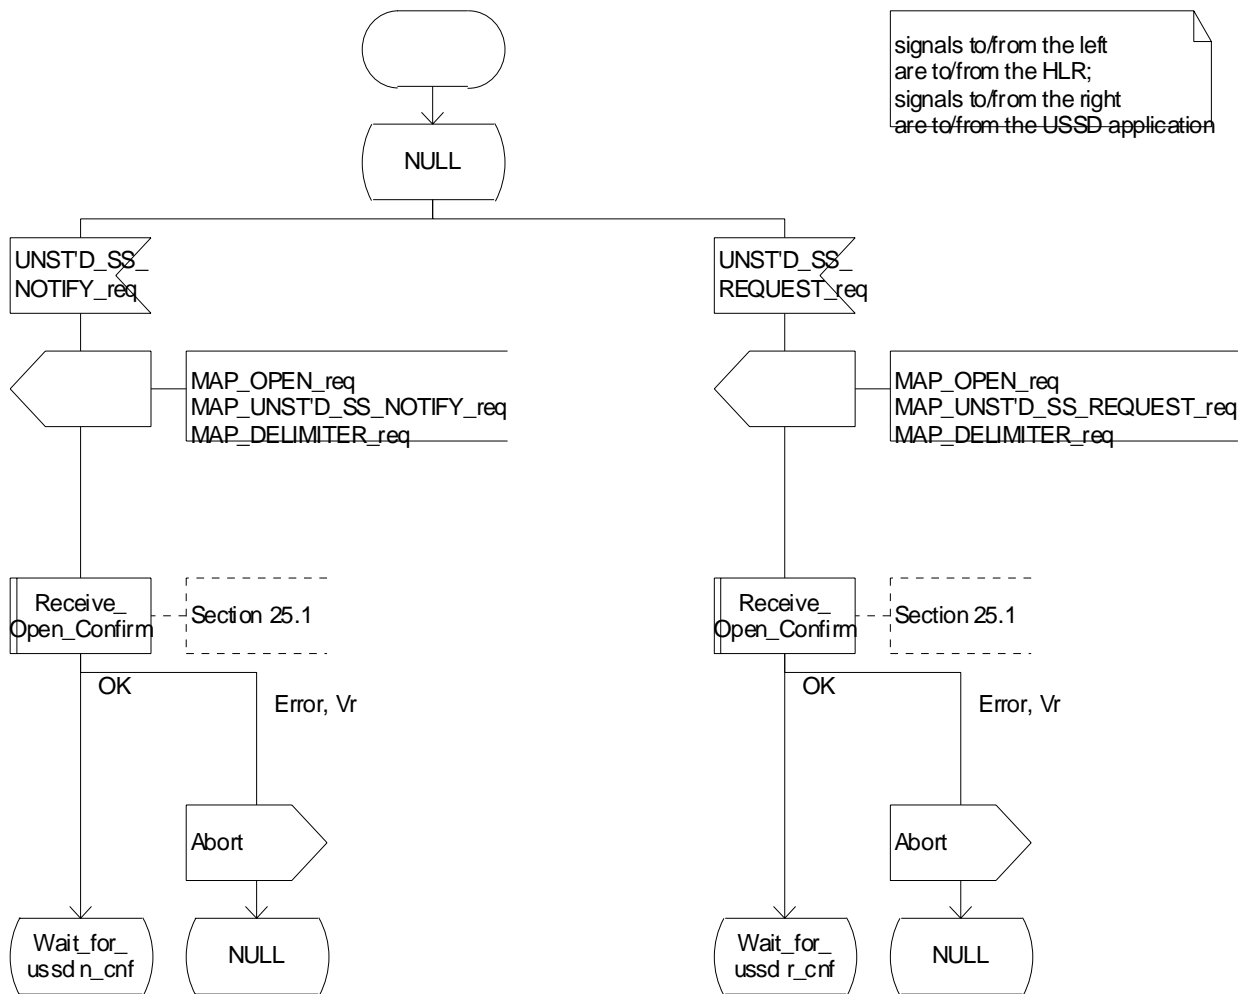 signals to/from the left
are to/from the HLR;
signals to/from the right
are to/from the USSD application
NULL
UNST'D_SS_
NOTIFY_req
UNST'D_SS_
REQUEST_req
MAP_OPEN_req
MAP_UNST'D_SS_NOTIFY_req
MAP_DELIMITER_req
MAP_OPEN_req
MAP_UNST'D_SS_REQUEST_req
MAP_DELIMITER_req
Receive_
Open_Confirm
Section 25.1
Receive_
Open_Confirm
Section 25.1
OK
Error, Vr
OK
Error, Vr
Abort
Abort
Wait_for_
ussd n_cnf
NULL
Wait_for_
ussd r_cnf
NULL